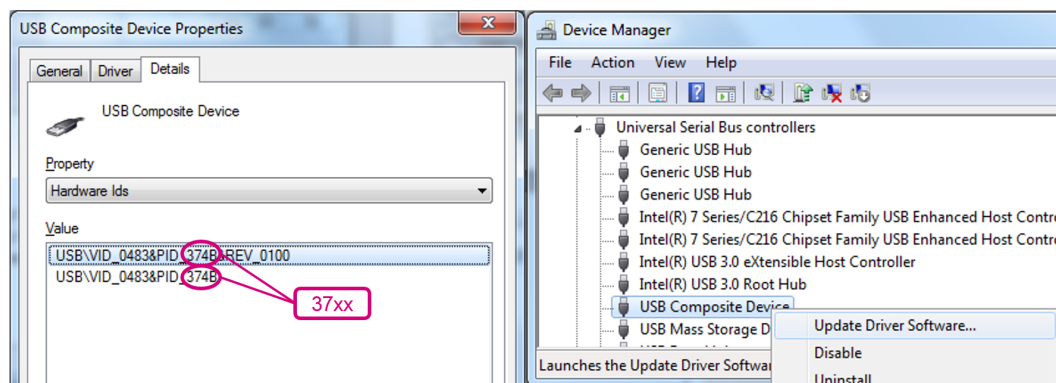 USB Composite Device Properties
General
Driver
Details
USB Composite Device
Property
Hardware Ids
Value
USB\VID_0483&PID_374B&REV_0100
USB\VID_0483&PID_374B
37xx
Device Manager
File Action View Help
Universal Serial Bus controllers
Generic USB Hub
Generic USB Hub
Generic USB Hub
Intel(R) 7 Series/C216 Chipset Family USB Enhanced Host Contr
Intel(R) 7 Series/C216 Chipset Family USB Enhanced Host Contr
Intel(R) USB 3.0 eXtensible Host Controller
Intel(R) USB 3.0 Root Hub
USB Composite Device
USB Mass Storage D
Update Driver Software...
Disable
Uninstall
Launches the Update Driver Softwa